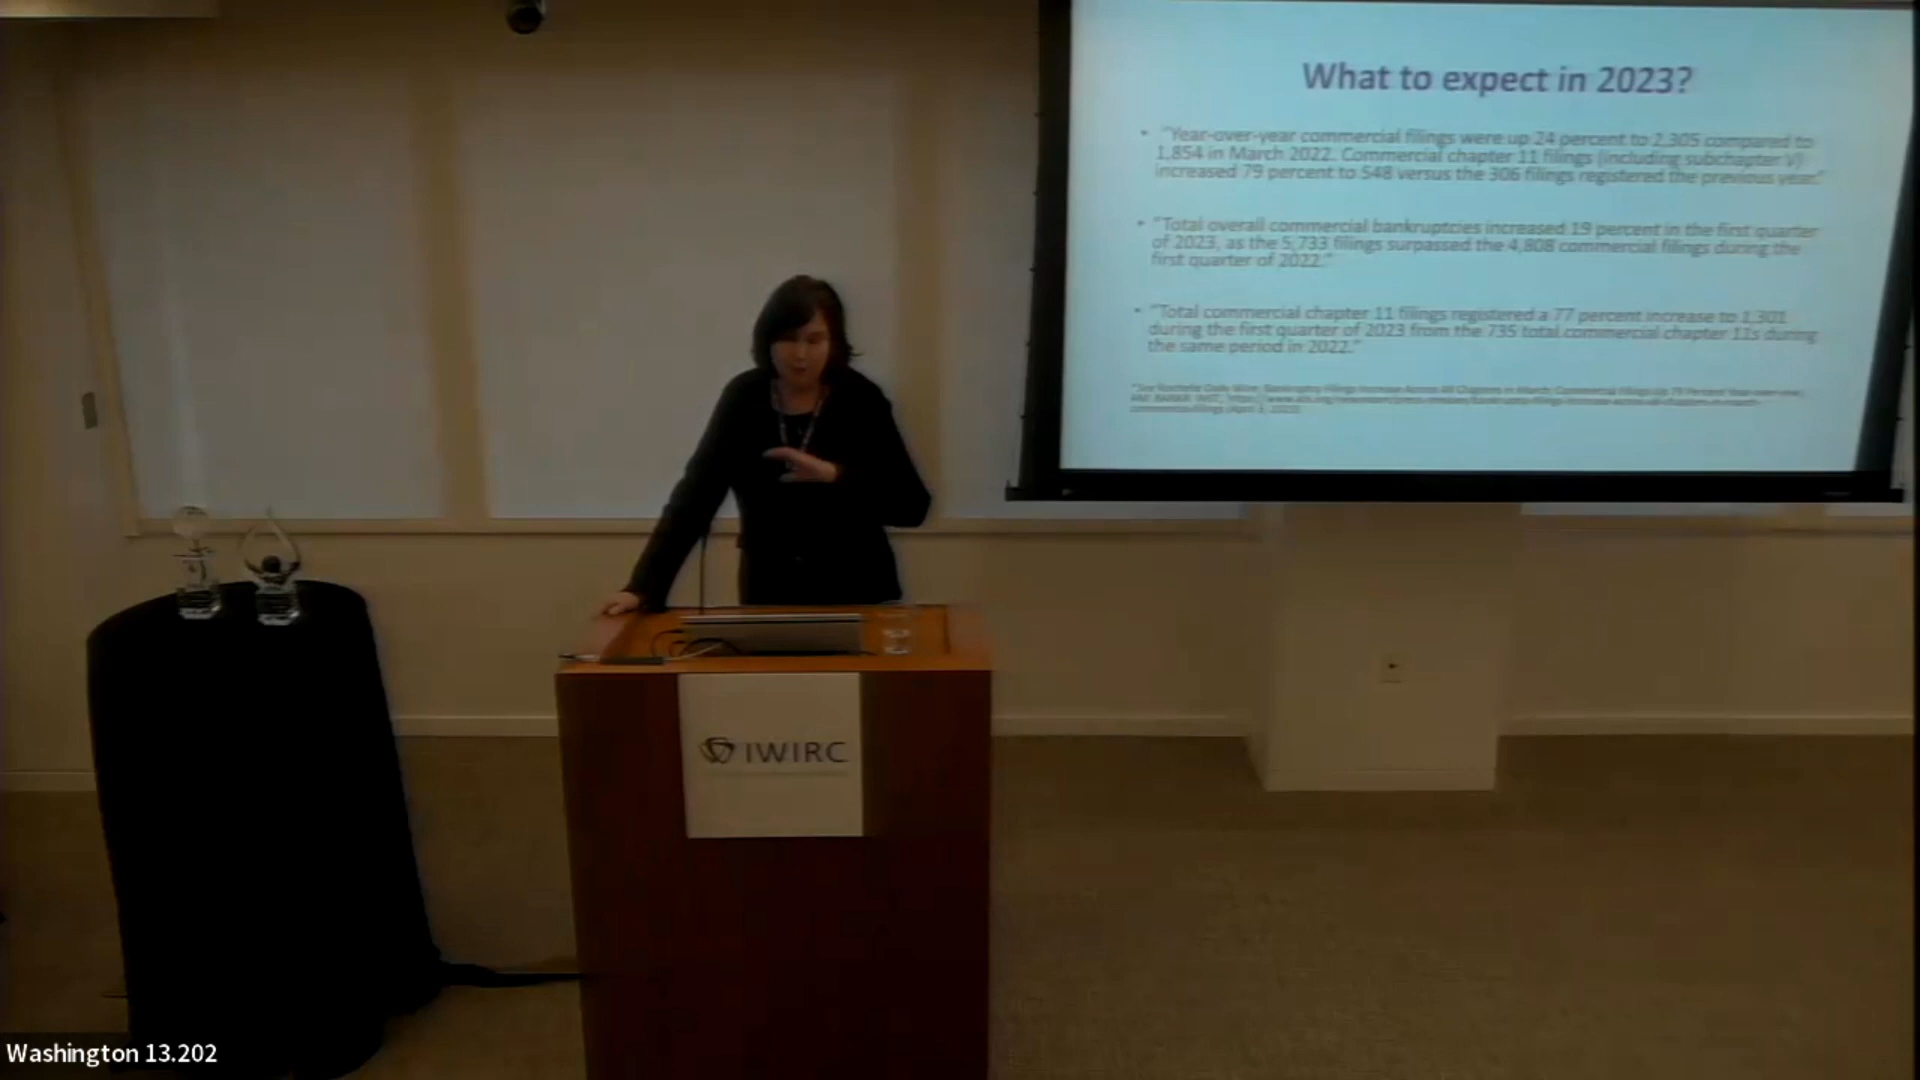 What to expect in 2023?
• "Year-over-year commercial filings were up 24 percent to 2,305 compared to
1,854 in March 2022. Commercial chapter 11 filings (including subchapter V)
increased 79 percent to 548 versus the 306 filings registered the previous year."
• "Total overall commercial bankruptcies increased 19 percent in the first quarter
of 2023, as the 5,733 filings surpassed the 4,808 commercial filings during the
first quarter of 2022."
• "Total commercial chapter 11 filings registered a 77 percent increase to 1,301
during the first quarter of 2023 from the 735 total commercial chapter 11s during
the same period in 2022."
IWIRC
Washington 13.202